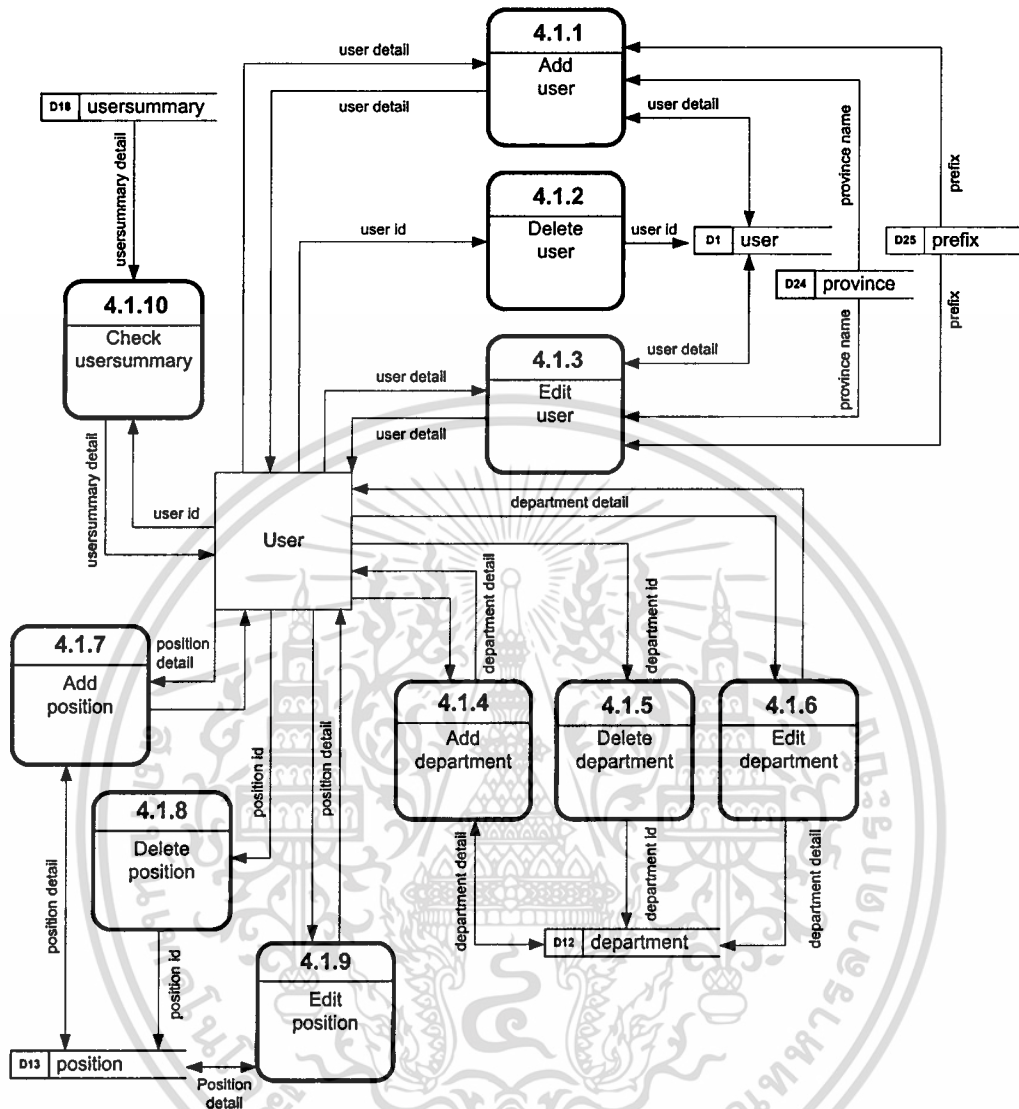 4.1.1
Add
user
user detail
user detail
user detail
D18 usersummary
usersummary detail
province name
prefix
4.1.2
Delete
user
user id
user id
D1 user
D25 prefix
D24 province
4.1.10
Check
usersummary
4.1.3
Edit
user
user detail
user detail
user detail
province name
prefix
usersummary detail
user id
User
department detail
department detail
department id
4.1.7
Add
position
position
detail
4.1.4
Add
department
4.1.5
Delete
department
4.1.6
Edit
department
position id
position detail
4.1.8
Delete
position
department detail
department id
department detail
D12 department
position detail
position id
4.1.9
Edit
position
D13 position
Position
detail